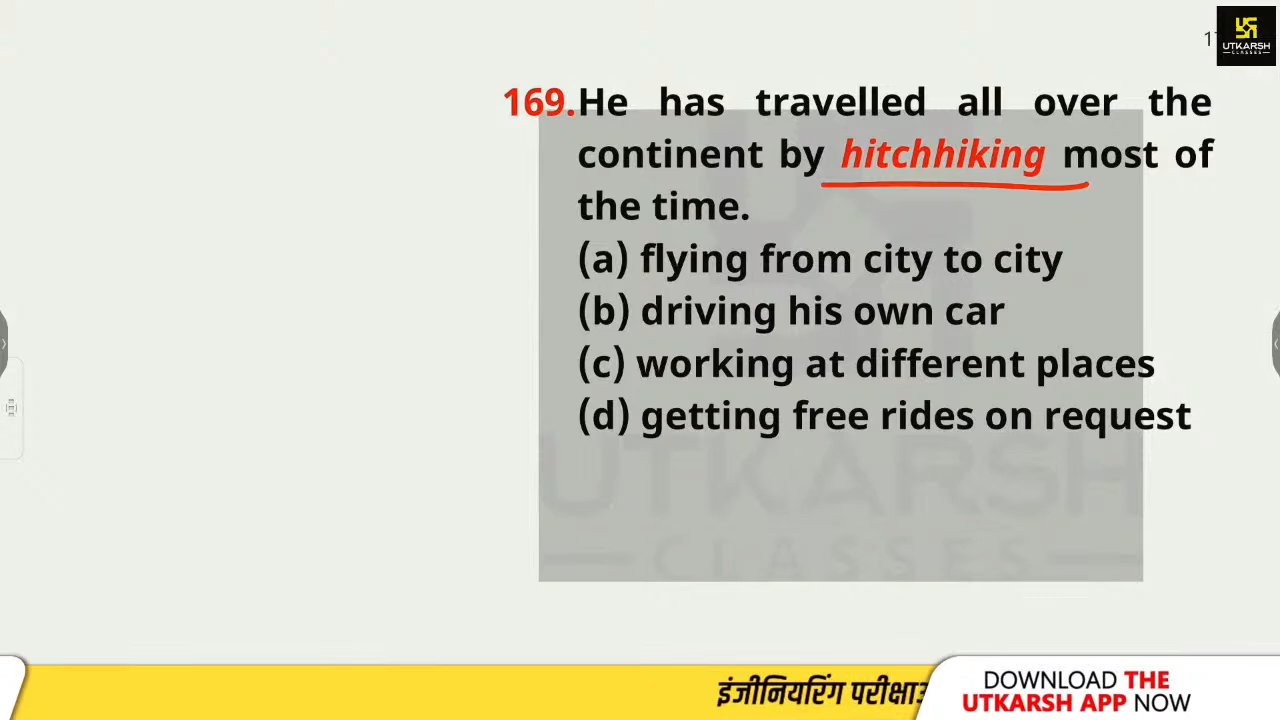 UTKARSH
CLASSES
169. He has travelled all over the
continent by hitchhiking most of
the time.
(a) flying from city to city
(b) driving his own car
(c) working at different places
(d) getting free rides on request
UTKARSH
CLASSES
इंजीनियरिंग
DOWNLOAD THE
UTKARSH APP NOW